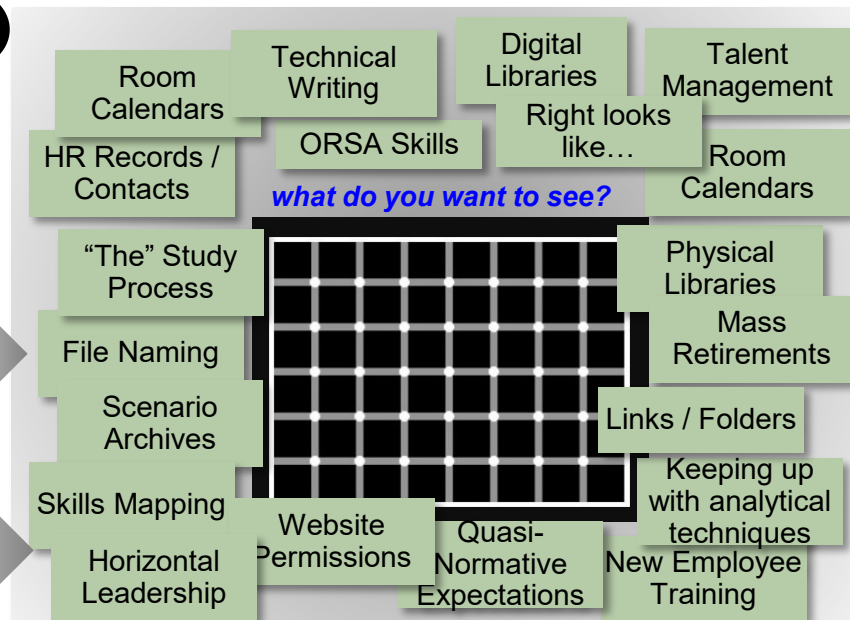 Room
Calendars
Technical
Writing
Digital
Libraries
Talent
Management
HR Records /
Contacts
ORSA Skills
Right looks
like…
Room
Calendars
what do you want to see?
“The” Study
Process
Physical
Libraries
File Naming
Mass
Retirements
Scenario
Archives
Links / Folders
Skills Mapping
Keeping up
with analytical
techniques
Website
Permissions
Quasi-
Normative
Expectations
Horizontal
Leadership
New Employee
Training